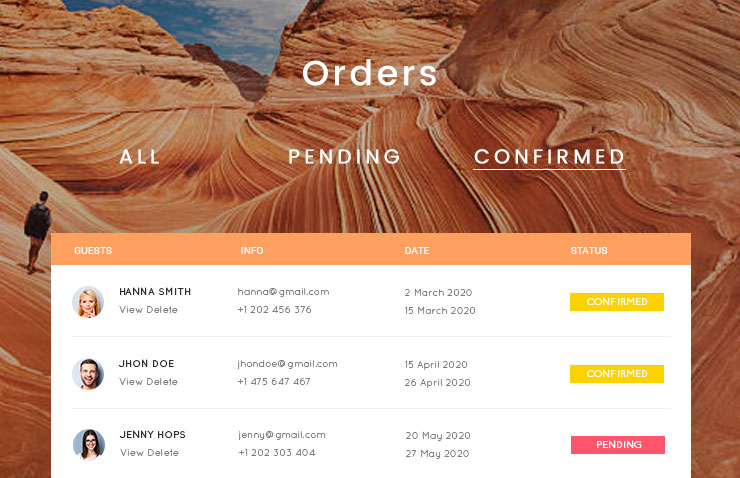 Orders
ALL PENDING CONFIRMED
GUESTS INFO DATE STATUS
HANNA SMITH hanna@gmail.com 2 March 2020 CONFIRMED
View Delete +1 202 456 376 15 March 2020
JHON DOE jhondoe@gmail.com 15 April 2020 CONFIRMED
View Delete +1 475 647 467 26 April 2020
JENNY HOPS jenny@gmail.com 20 May 2020 PENDING
View Delete +1 202 303 404 27 May 2020